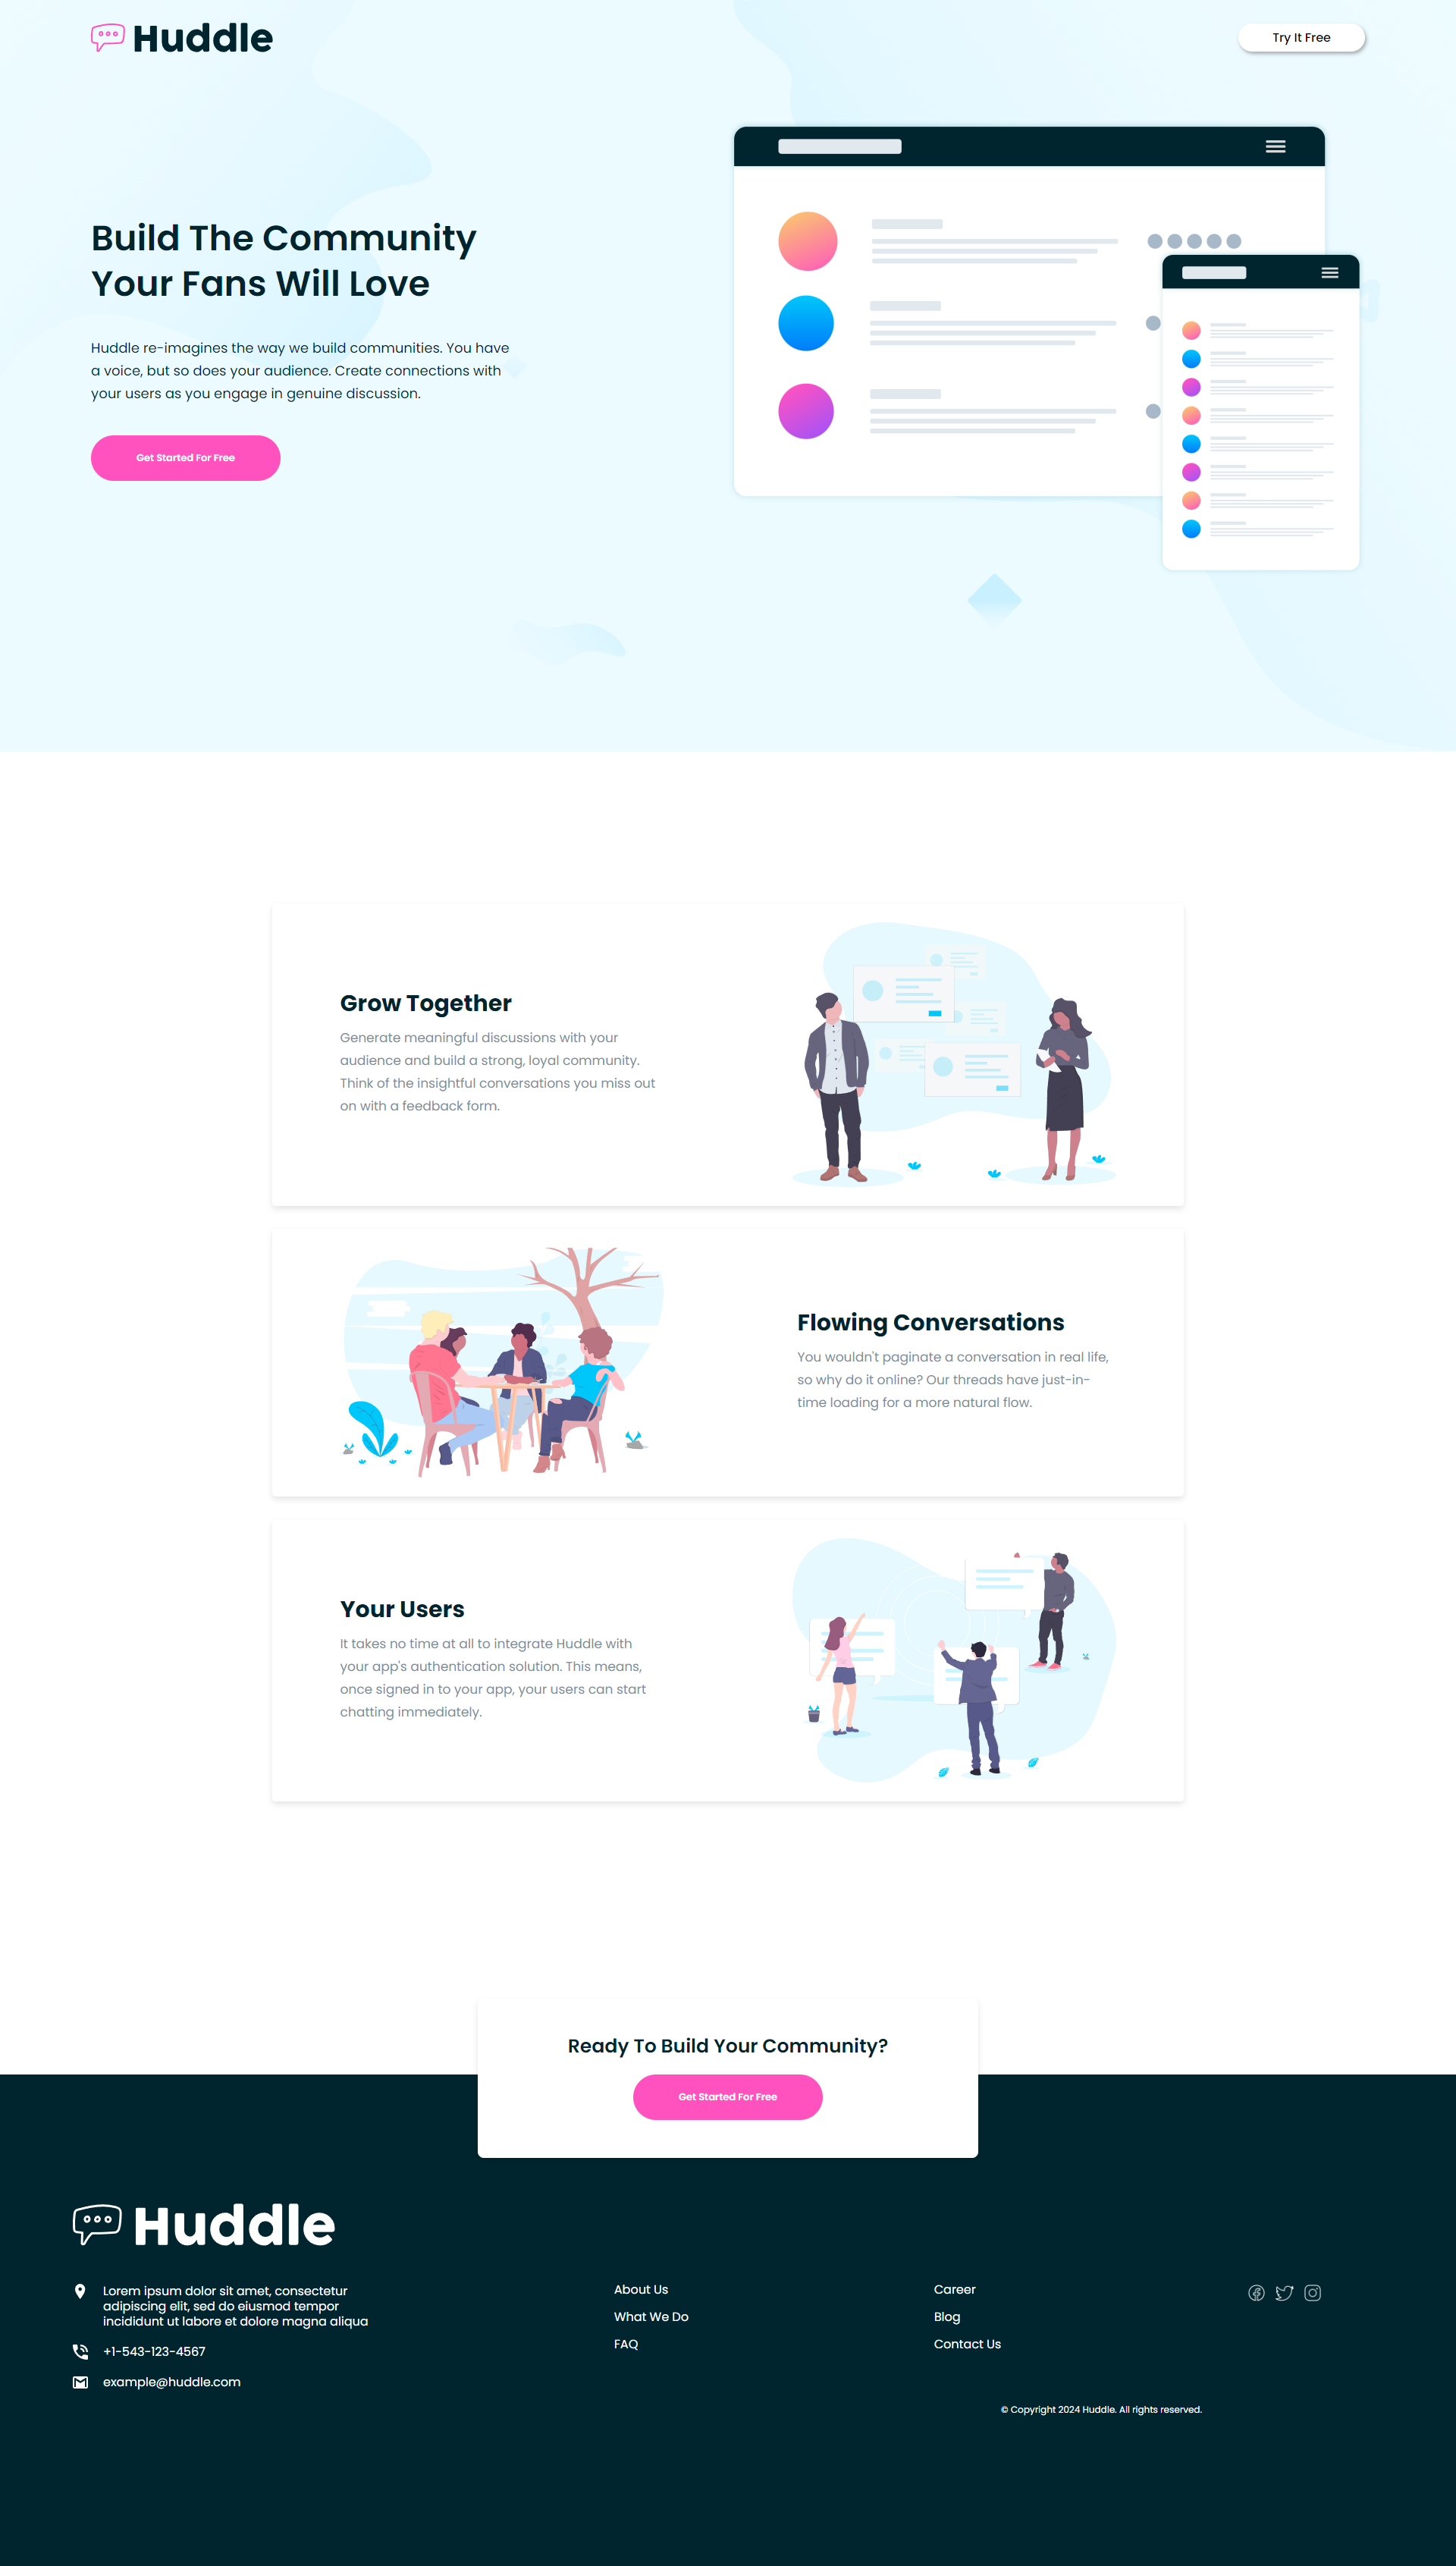 Huddle
Try It Free
Build The Community
Your Fans Will Love
Huddle re-imagines the way we build communities. You have
a voice, but so does your audience. Create connections with
your users as you engage in genuine discussion.
Get Started For Free
Grow Together
Generate meaningful discussions with your
audience and build a strong, loyal community.
Think of the insightful conversations you miss out
on with a feedback form.
Flowing Conversations
You wouldn't paginate a conversation in real life,
so why do it online? Our threads have just-in-
time loading for a more natural flow.
Your Users
It takes no time at all to integrate Huddle with
your app's authentication solution. This means,
once signed in to your app, your users can start
chatting immediately.
Ready To Build Your Community?
Get Started For Free
Huddle
Lorem ipsum dolor sit amet, consectetur
adipiscing elit, sed do eiusmod tempor
incididunt ut labore et dolore magna aliqua
+1-543-123-4567
example@huddle.com
About Us
What We Do
FAQ
Career
Blog
Contact Us
© Copyright 2024 Huddle. All rights reserved.